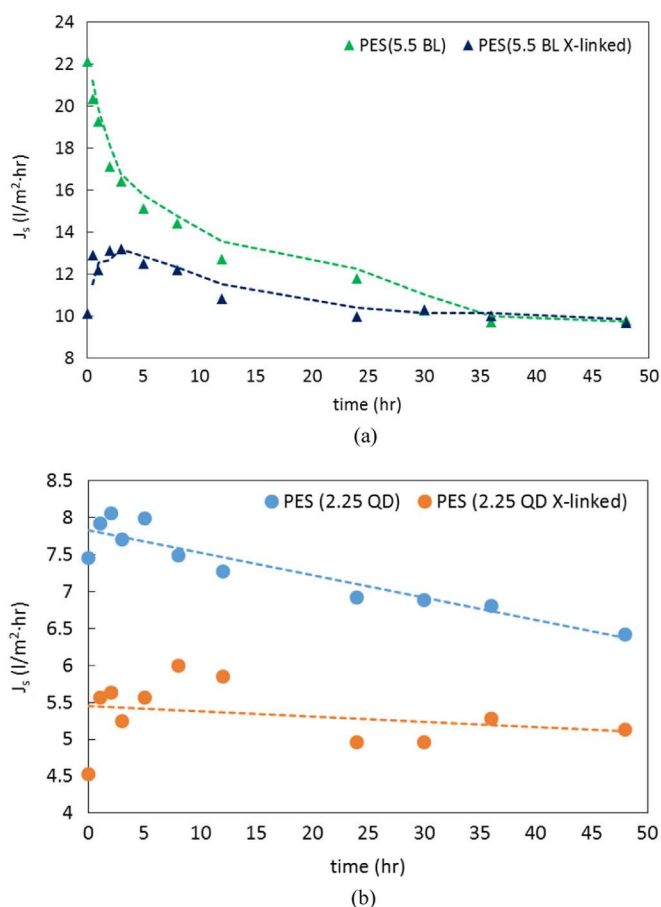 24
22
20
18
16
14
12
10
8
J_s (l/m²·hr)
PES(5.5 BL) PES(5.5 BL X-linked)
0 5 10 15 20 25 30 35 40 45 50
time (hr)
(a)
8.5
8
7.5
7
6.5
6
5.5
5
4.5
4
J_s (l/m²·hr)
PES (2.25 QD) PES (2.25 QD X-linked)
0 5 10 15 20 25 30 35 40 45 50
time (hr)
(b)